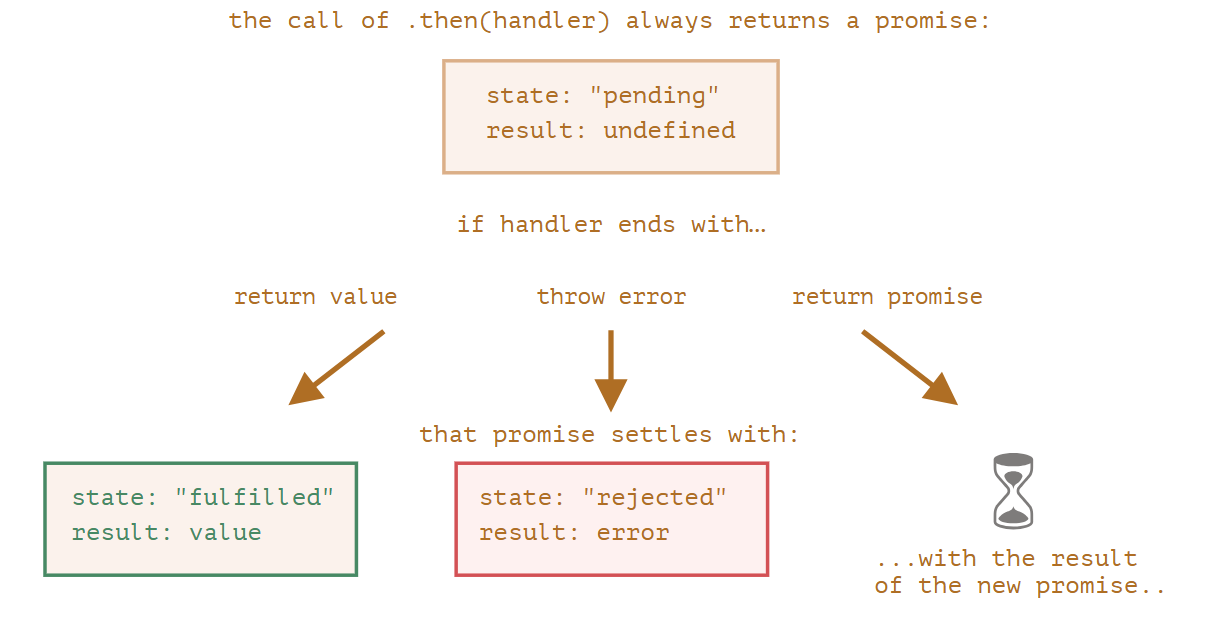 the call of .then(handler) always returns a promise:
state: "pending"
result: undefined
if handler ends with…
return value
throw error
return promise
that promise settles with:
state: "fulfilled"
result: value
state: "rejected"
result: error
...with the result
of the new promise..